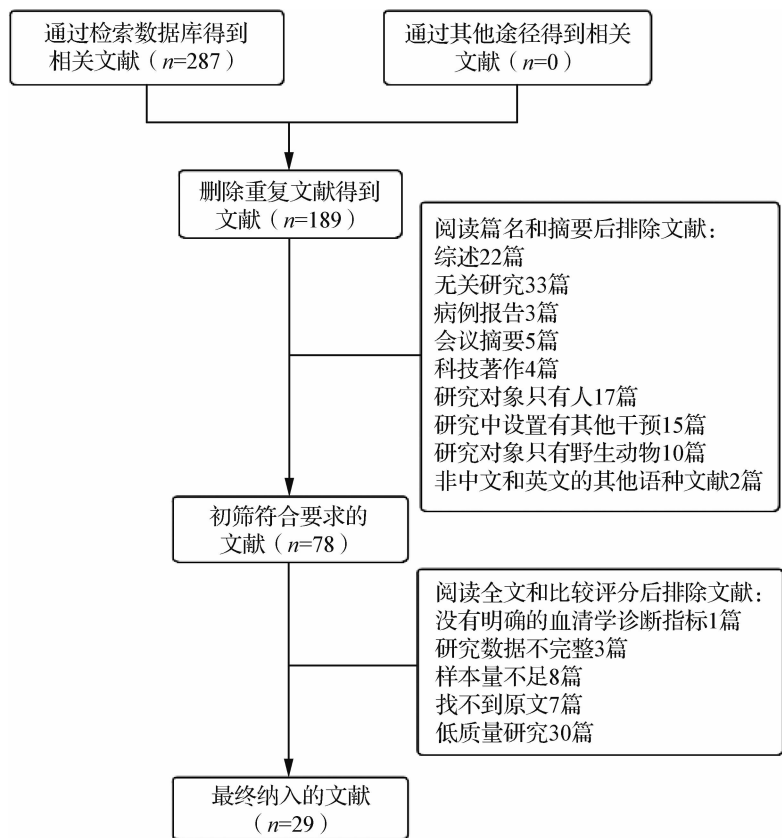 通过检索数据库得到
相关文献（n=287）
通过其他途径得到相关
文献（n=0）
删除重复文献得到
文献（n=189）
阅读篇名和摘要后排除文献：
综述22篇
无关研究33篇
病例报告3篇
会议摘要5篇
科技著作4篇
研究对象只有人17篇
研究中设置有其他干预15篇
研究对象只有野生动物10篇
非中文和英文的其他语种文献2篇
初筛符合要求的
文献（n=78）
阅读全文和比较评分后排除文献：
没有明确的血清学诊断指标1篇
研究数据不完整3篇
样本量不足8篇
找不到原文7篇
低质量研究30篇
最终纳入的文献
（n=29）